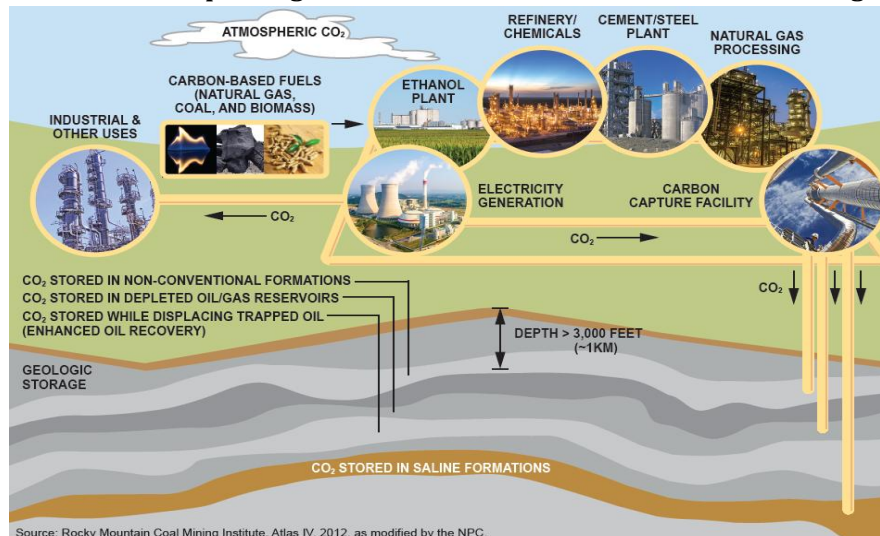 ATMOSPHERIC CO₂
REFINERY/
CHEMICALS
CEMENT/STEEL
PLANT
NATURAL GAS
PROCESSING
CARBON-BASED FUELS
(NATURAL GAS,
COAL, AND BIOMASS)
ETHANOL
PLANT
INDUSTRIAL &
OTHER USES
ELECTRICITY
GENERATION
CARBON
CAPTURE FACILITY
CO₂
CO₂
CO₂
CO₂ STORED IN NON-CONVENTIONAL FORMATIONS
CO₂ STORED IN DEPLETED OIL/GAS RESERVOIRS
CO₂ STORED WHILE DISPLACING TRAPPED OIL
(ENHANCED OIL RECOVERY)
DEPTH > 3,000 FEET
(~1KM)
GEOLOGIC
STORAGE
CO₂ STORED IN SALINE FORMATIONS
Source: Rocky Mountain Coal Mining Institute, Atlas IV, 2012, as modified by the NPC